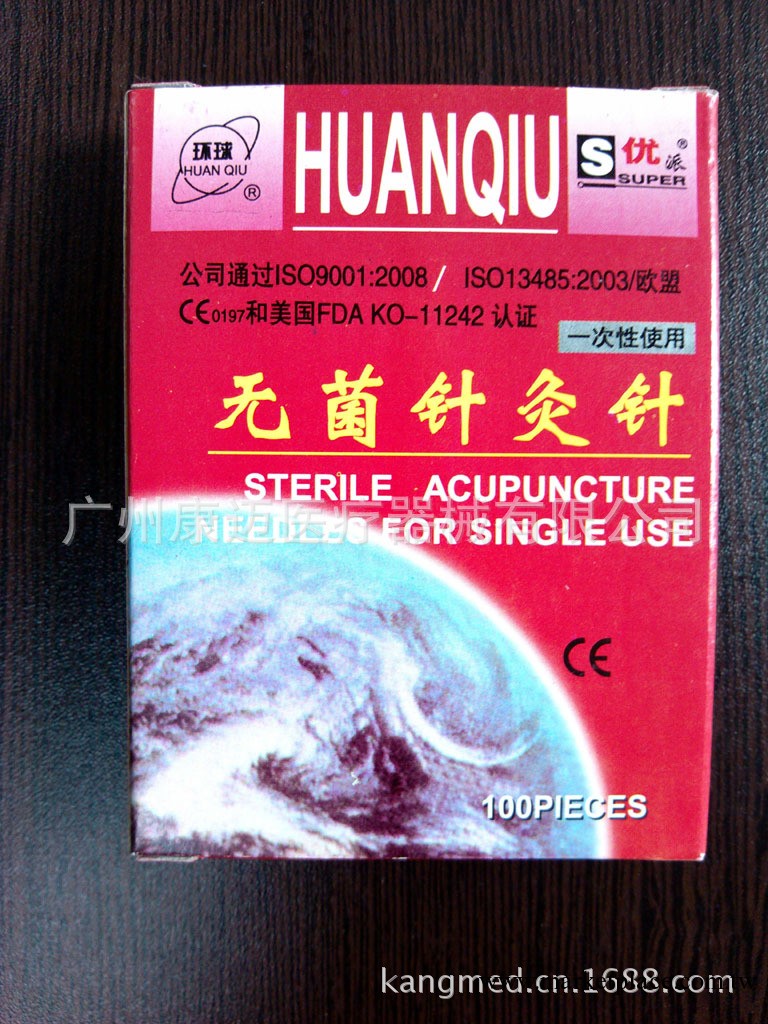 环球
HUAN QIU
®
HUANQIU
S 优派®
SUPER
公司通过ISO9001:2008 / ISO13485:2003/欧盟
CE0197和美国FDA KO-11242 认证
一次性使用
无菌针灸针
STERILE ACUPUNCTURE
NEEDLES FOR SINGLE USE
广州康迈医疗器械有限公司
CE
100PIECES
kangmed.cn.1688.com